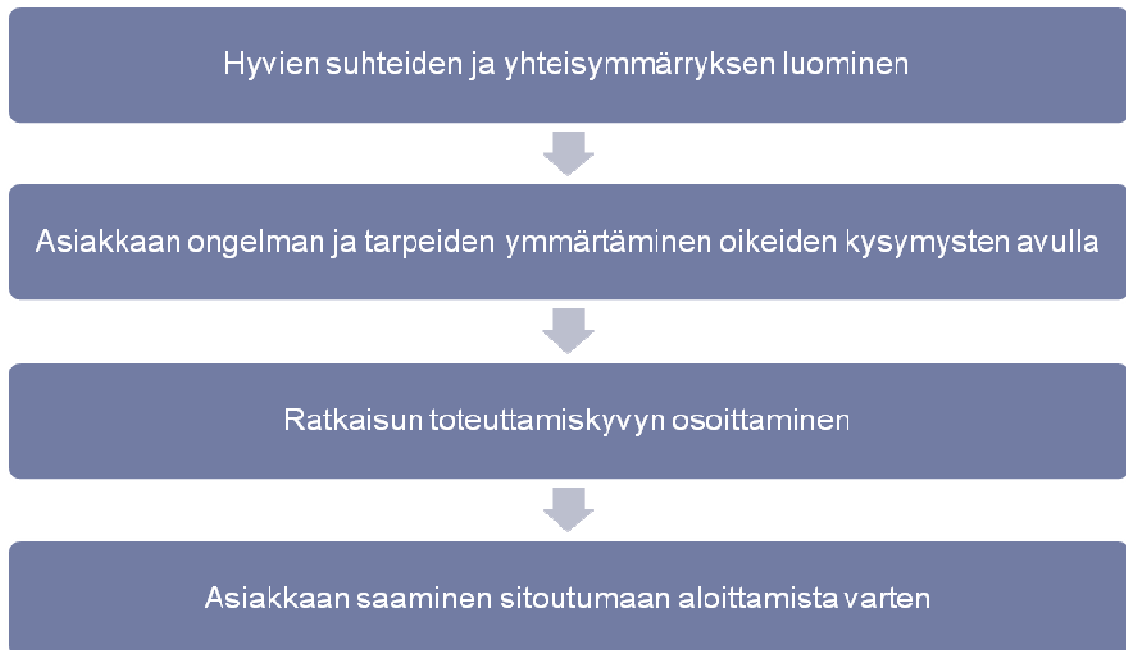 Hyvien suhteiden ja yhteisymmärryksen luominen
Asiakkaan ongelman ja tarpeiden ymmärtäminen oikeiden kysymysten avulla
Ratkaisun toteuttamiskyvyn osoittaminen
Asiakkaan saaminen sitoutumaan aloittamista varten